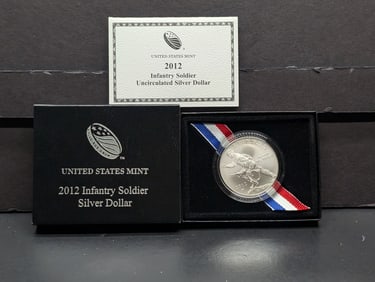 UNITED STATES MINT
2012
Infantry Soldier
Uncirculated Silver Dollar
UNITED STATES MINT
2012 Infantry Soldier
Silver Dollar